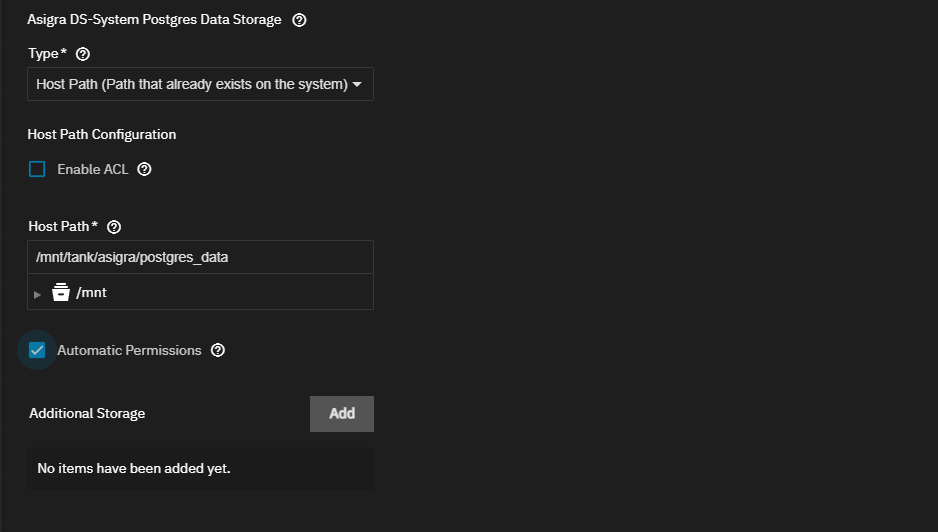 Asigra DS-System Postgres Data Storage
Type*
Host Path (Path that already exists on the system)
Host Path Configuration
Enable ACL
Host Path*
/mnt/tank/asigra/postgres_data
/mnt
Automatic Permissions
Additional Storage
Add
No items have been added yet.